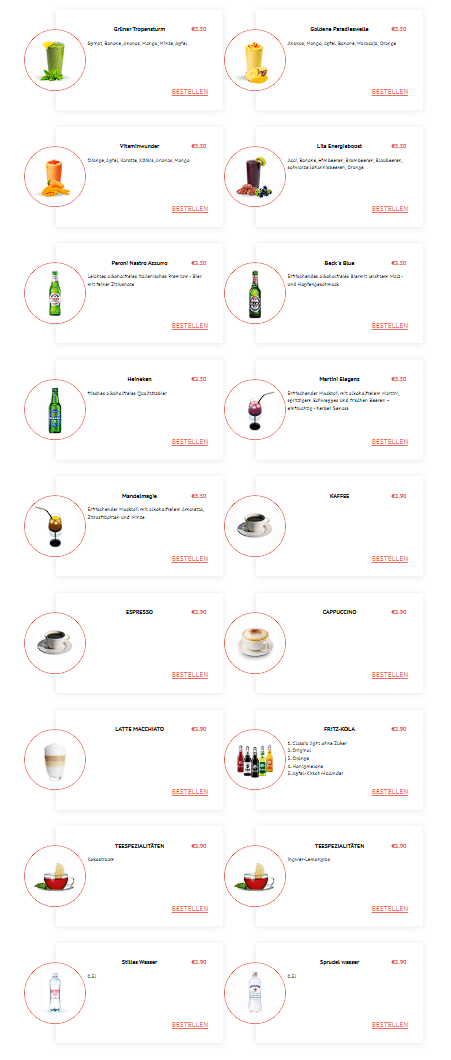 Grüner Tropensturm €5.50
Spinat, Banane, Ananas, Mango, Minze, Apfel
BESTELLEN
Goldene Paradieswelle €5.50
Ananas, Mango, Apfel, Banane, Maracuja, Orange
BESTELLEN
Vitaminwunder €5.50
Orange, Apfel, Karotte, Kürbis, Ananas, Mango
BESTELLEN
Lila Energieboost €5.50
Acai, Banane, Himbeeren, Brombeeren, Blaubeeren,
schwarze Johannisbeeren, Orange
BESTELLEN
Peroni Nastro Azzurro €3.50
Leichtes alkoholfreies italienisches Premium - Bier
mit feiner Zitrusnote
BESTELLEN
Beck's Blue €3.50
Erfrischendes alkoholfreies Bier mit leichtem Malz-
und Hopfengeschmack
BESTELLEN
Heineken €3.50
frisches alkoholfreies Qualitätsbier
BESTELLEN
Martini Eleganz €5.50
Erfrischender Mocktail mit alkoholfreiem Martini,
spritzigem Schweppes und frischen Beeren –
einfruchtig - herber Genuss
BESTELLEN
Mandelmagie €5.50
Erfrischender Mocktail mit alkoholfreiem Amaretto,
Zitrusfrüchten und Minze
BESTELLEN
KAFFEE €2.90
BESTELLEN
ESPRESSO €2.90
BESTELLEN
CAPPUCCINO €3.90
BESTELLEN
LATTE MACCHIATO €3.90
BESTELLEN
FRITZ-KOLA €2.90
1. Classic light ohne Zuker
2. Original
3. Orange
4. Honigmelone
5. Apfel-Kirsch-Holunder
BESTELLEN
TEESPEZIALITÄTEN €3.90
Kakaotraum
BESTELLEN
TEESPEZIALITÄTEN €3.90
Ingwer-Lemongras
BESTELLEN
Stilles Wasser €2.90
0,5l
BESTELLEN
Sprudel wasser €2.90
0,5l
BESTELLEN